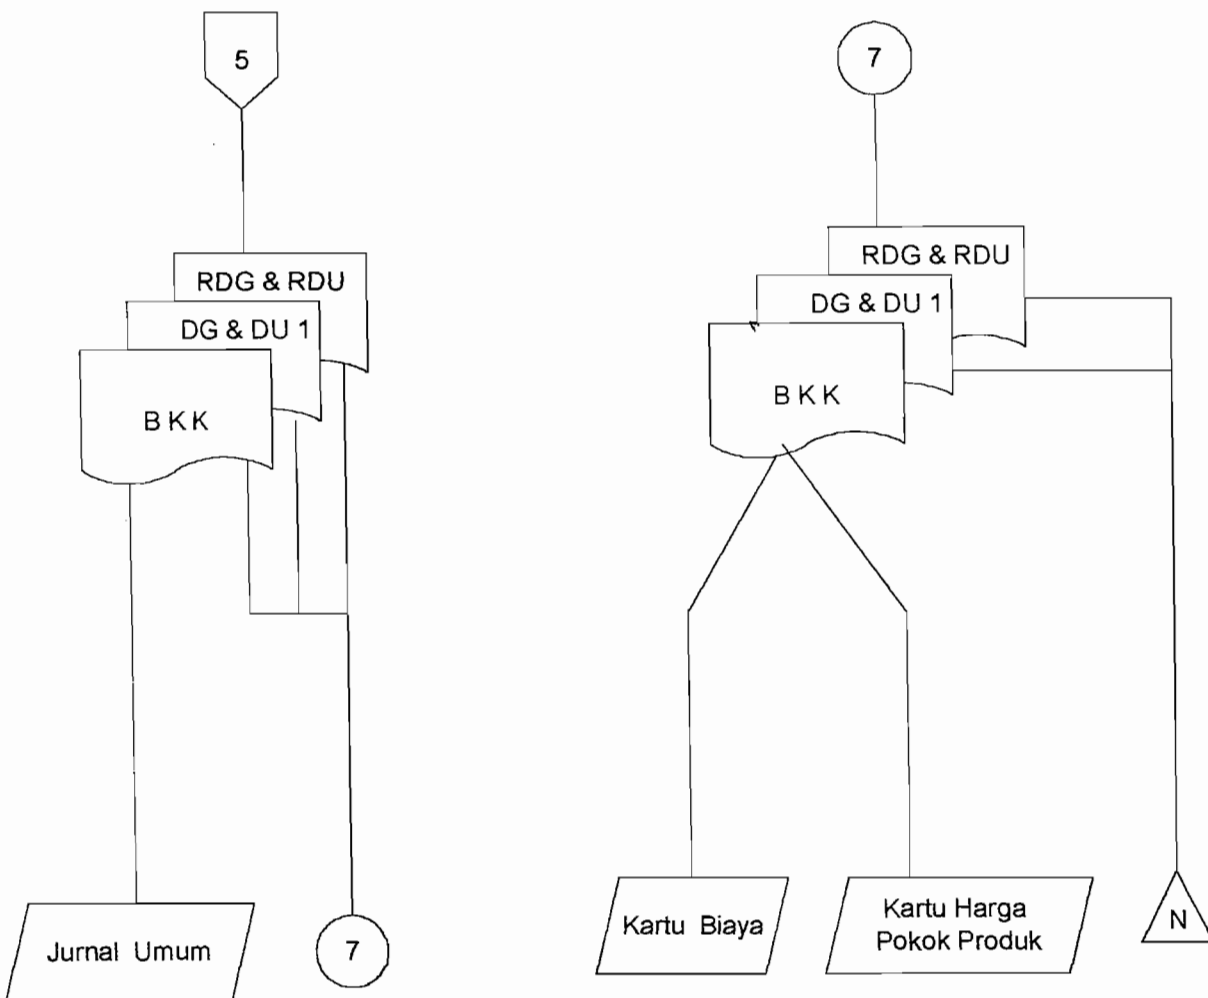 5
RDG & RDU
DG & DU 1
B K K
Jurnal Umum
7
7
RDG & RDU
DG & DU 1
B K K
Kartu Biaya
Kartu Harga
Pokok Produk
N